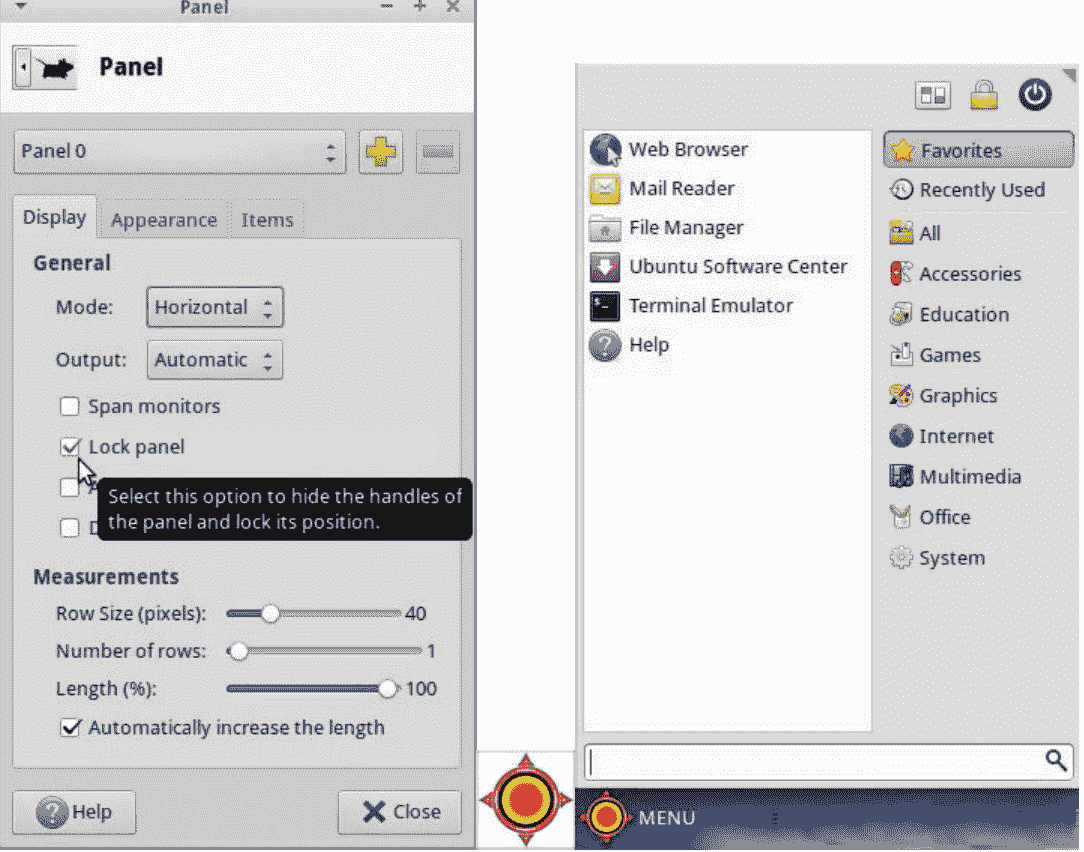 Panel
Panel
Panel 0
Display Appearance Items
General
Mode: Horizontal
Output: Automatic
Span monitors
Lock panel
Select this option to hide the handles of
the panel and lock its position.
Measurements
Row Size (pixels): 40
Number of rows: 1
Length (%): 100
Automatically increase the length
Help Close
Web Browser
Mail Reader
File Manager
Ubuntu Software Center
Terminal Emulator
Help
Favorites
Recently Used
All
Accessories
Education
Games
Graphics
Internet
Multimedia
Office
System
MENU